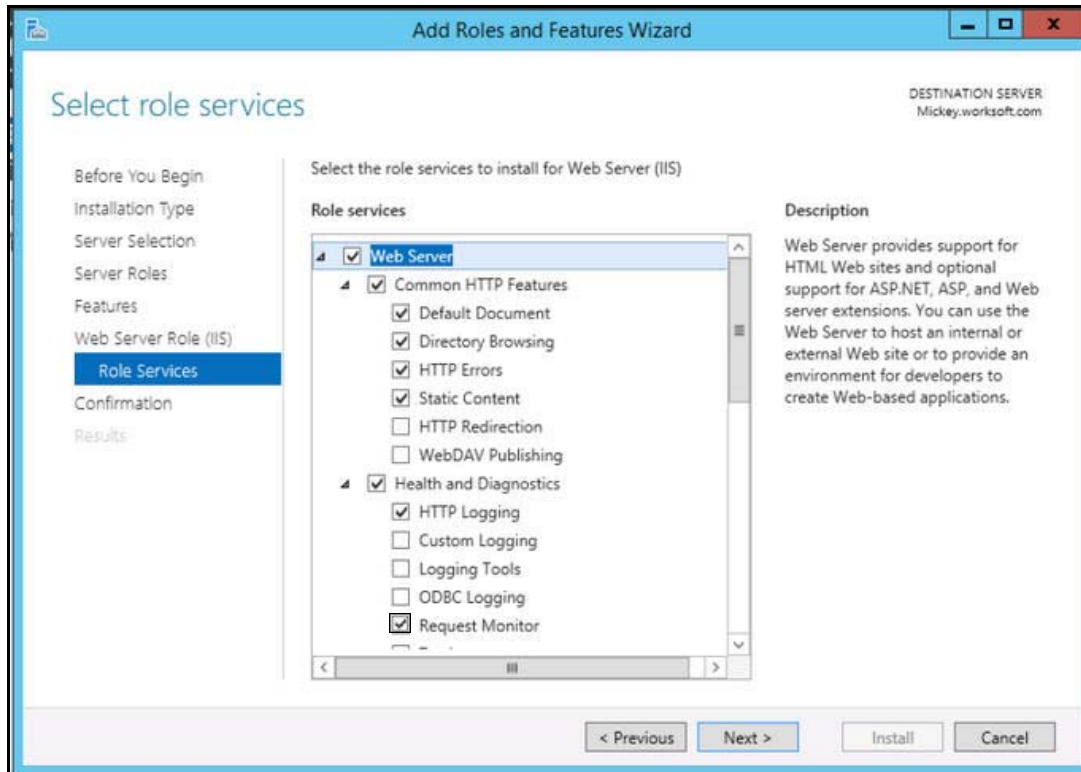 Add Roles and Features Wizard
Select role services
DESTINATION SERVER
Mickey.worksoft.com
Before You Begin
Installation Type
Server Selection
Server Roles
Features
Web Server Role (IIS)
Role Services
Confirmation
Results
Select the role services to install for Web Server (IIS)
Role services
Web Server
Common HTTP Features
Default Document
Directory Browsing
HTTP Errors
Static Content
HTTP Redirection
WebDAV Publishing
Health and Diagnostics
HTTP Logging
Custom Logging
Logging Tools
ODBC Logging
Request Monitor
Description
Web Server provides support for
HTML Web sites and optional
support for ASP.NET, ASP, and Web
server extensions. You can use the
Web Server to host an internal or
external Web site or to provide an
environment for developers to
create Web-based applications.
< Previous
Next >
Install
Cancel